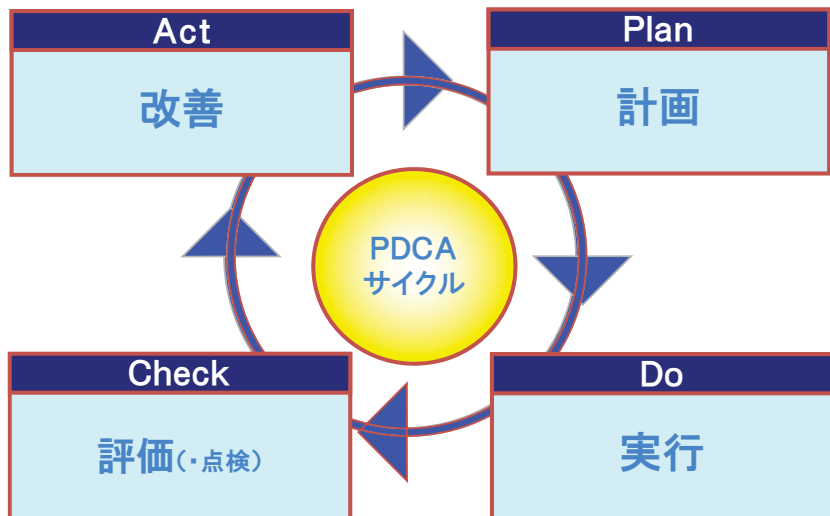 Act
改善
Plan
計画
PDCA
サイクル
Check
評価(・点検)
Do
実行